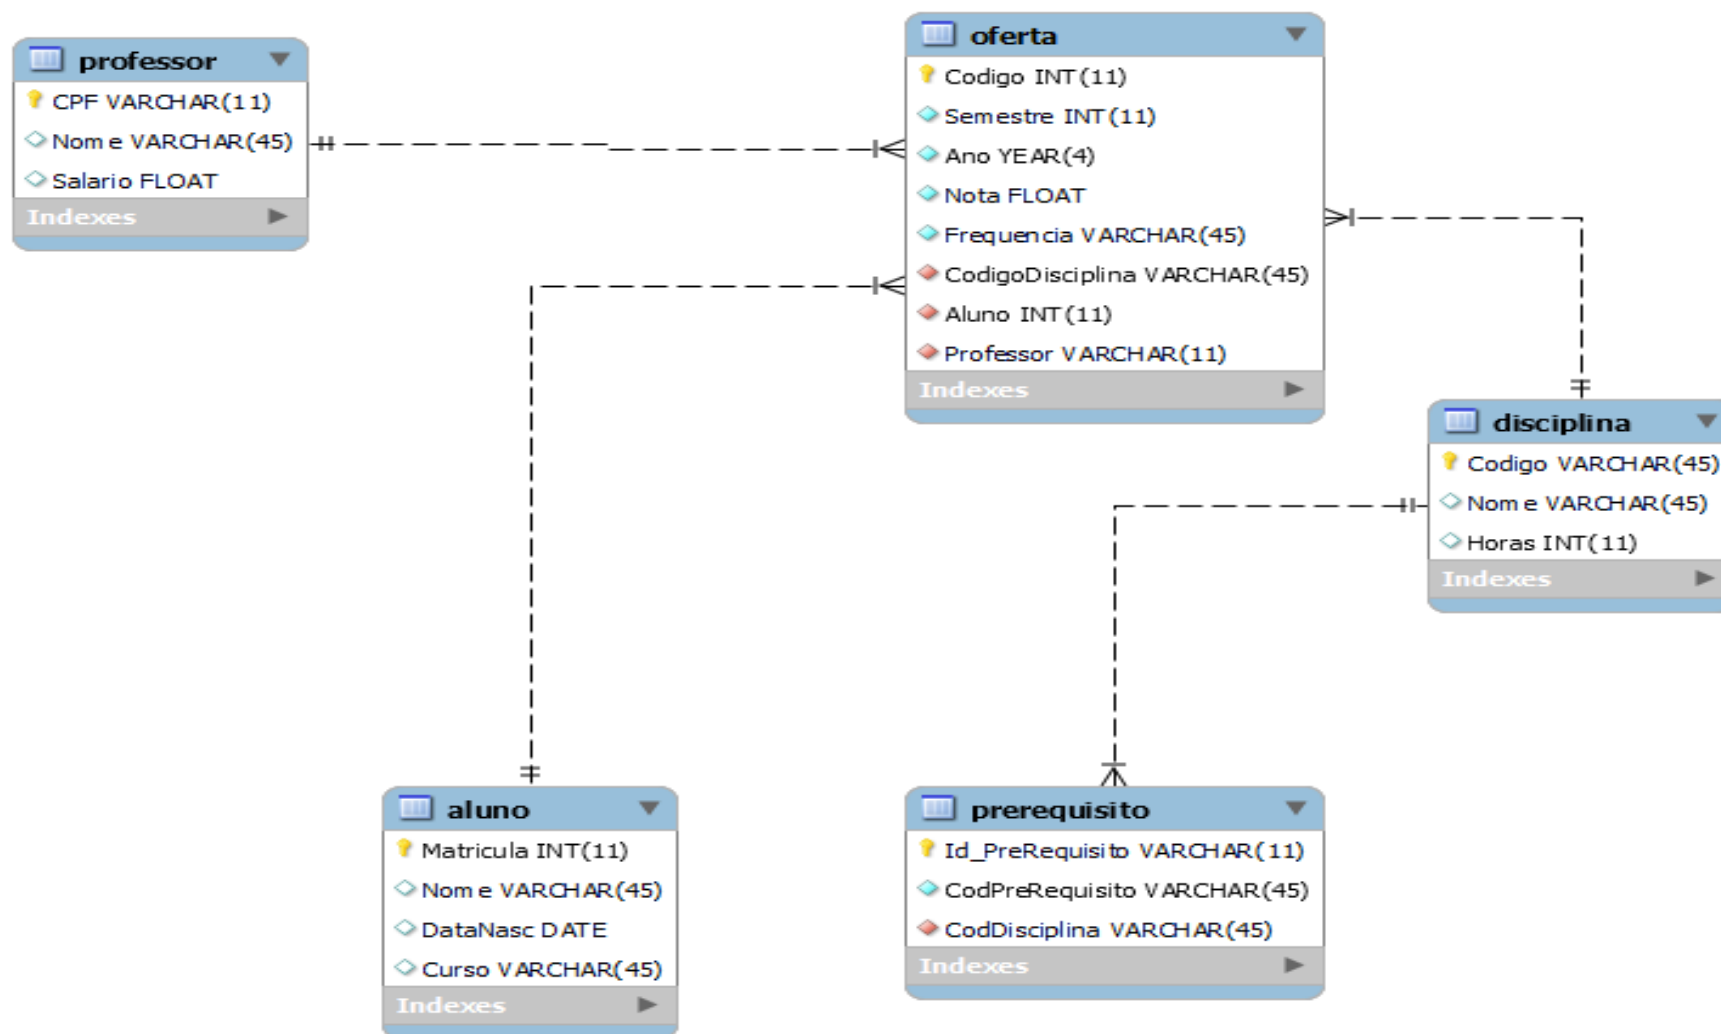 professor
CPF VARCHAR(11)
Nome VARCHAR(45)
Salario FLOAT
Indexes
oferta
Codigo INT(11)
Semestre INT(11)
Ano YEAR(4)
Nota FLOAT
Frequencia VARCHAR(45)
CodigoDisciplina VARCHAR(45)
Aluno INT(11)
Professor VARCHAR(11)
Indexes
disciplina
Codigo VARCHAR(45)
Nome VARCHAR(45)
Horas INT(11)
Indexes
aluno
Matricula INT(11)
Nome VARCHAR(45)
DataNasc DATE
Curso VARCHAR(45)
Indexes
prerequisito
Id_PreRequisito VARCHAR(11)
CodPreRequisito VARCHAR(45)
CodDisciplina VARCHAR(45)
Indexes